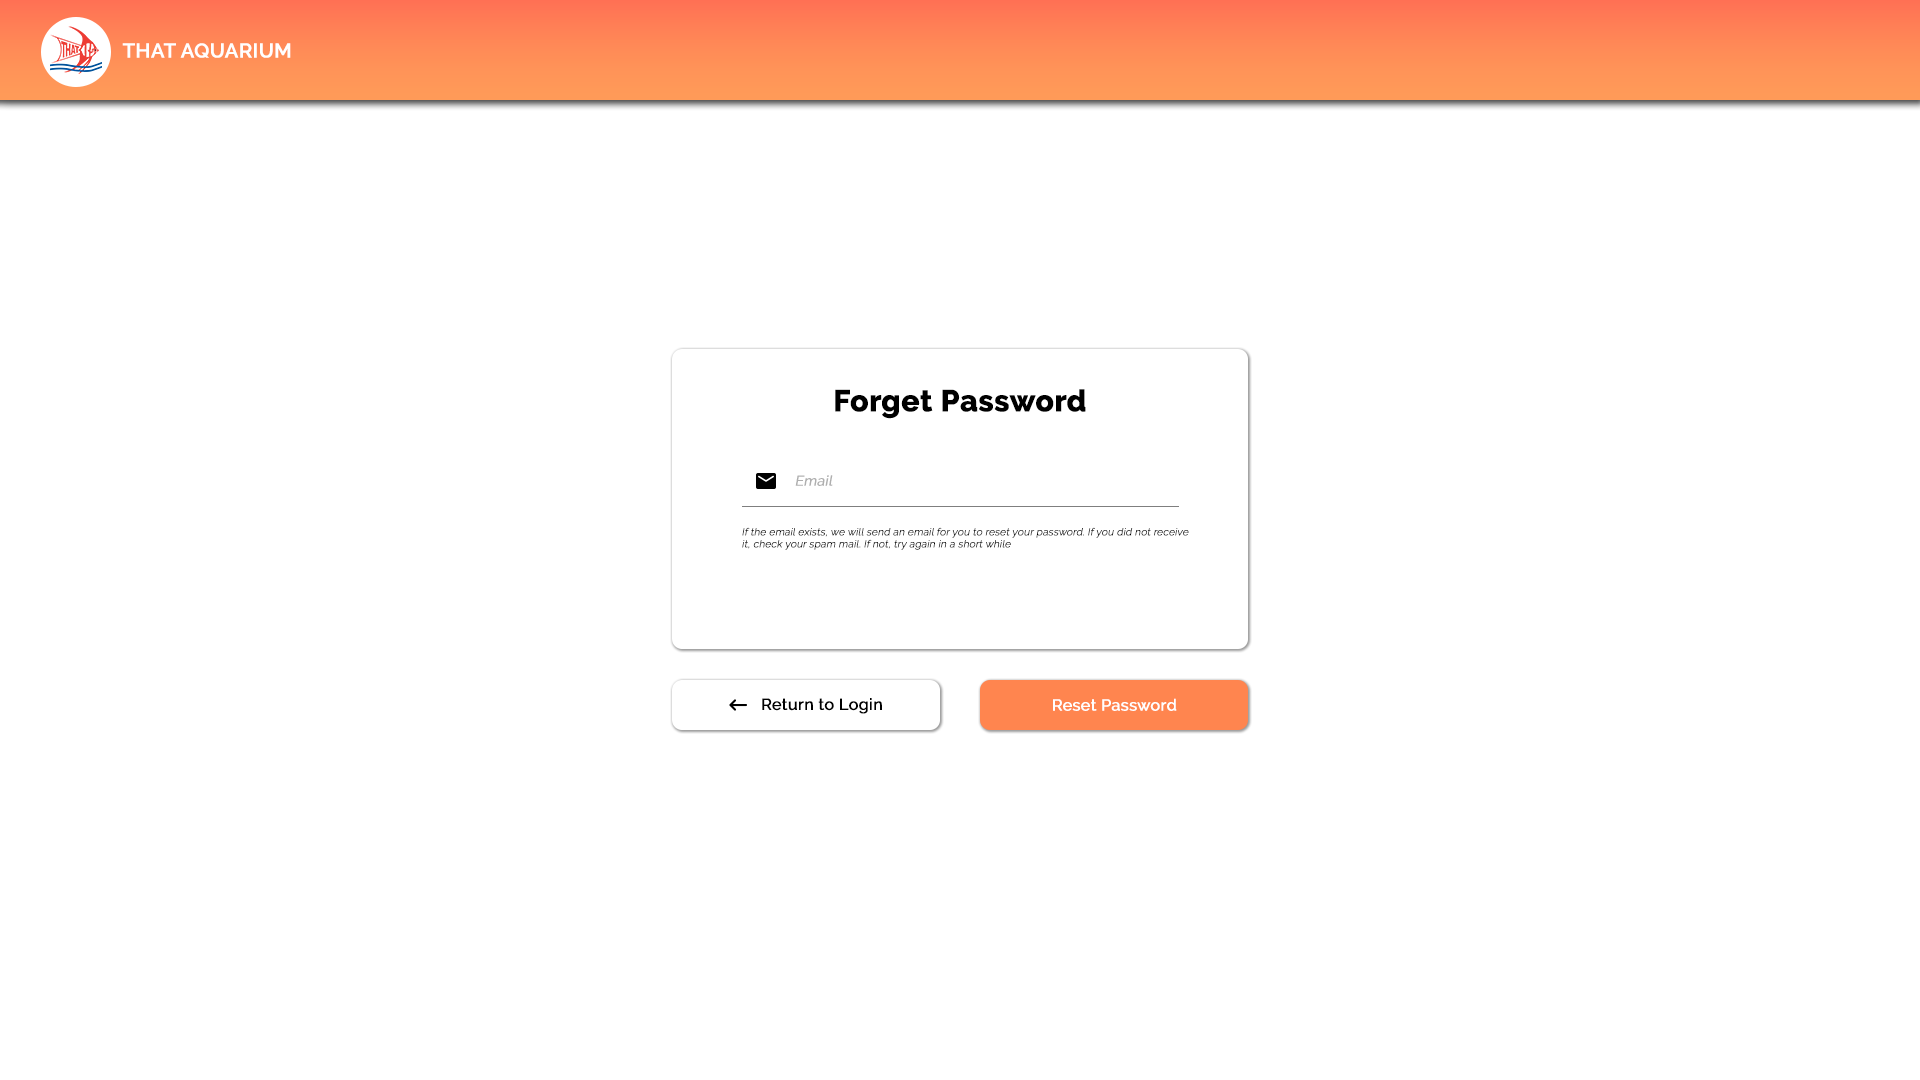 THAT
THAT AQUARIUM
Forget Password
Email
If the email exists, we will send an email for you to reset your password. If you did not receive
it, check your spam mail. If not, try again in a short while
Return to Login
Reset Password